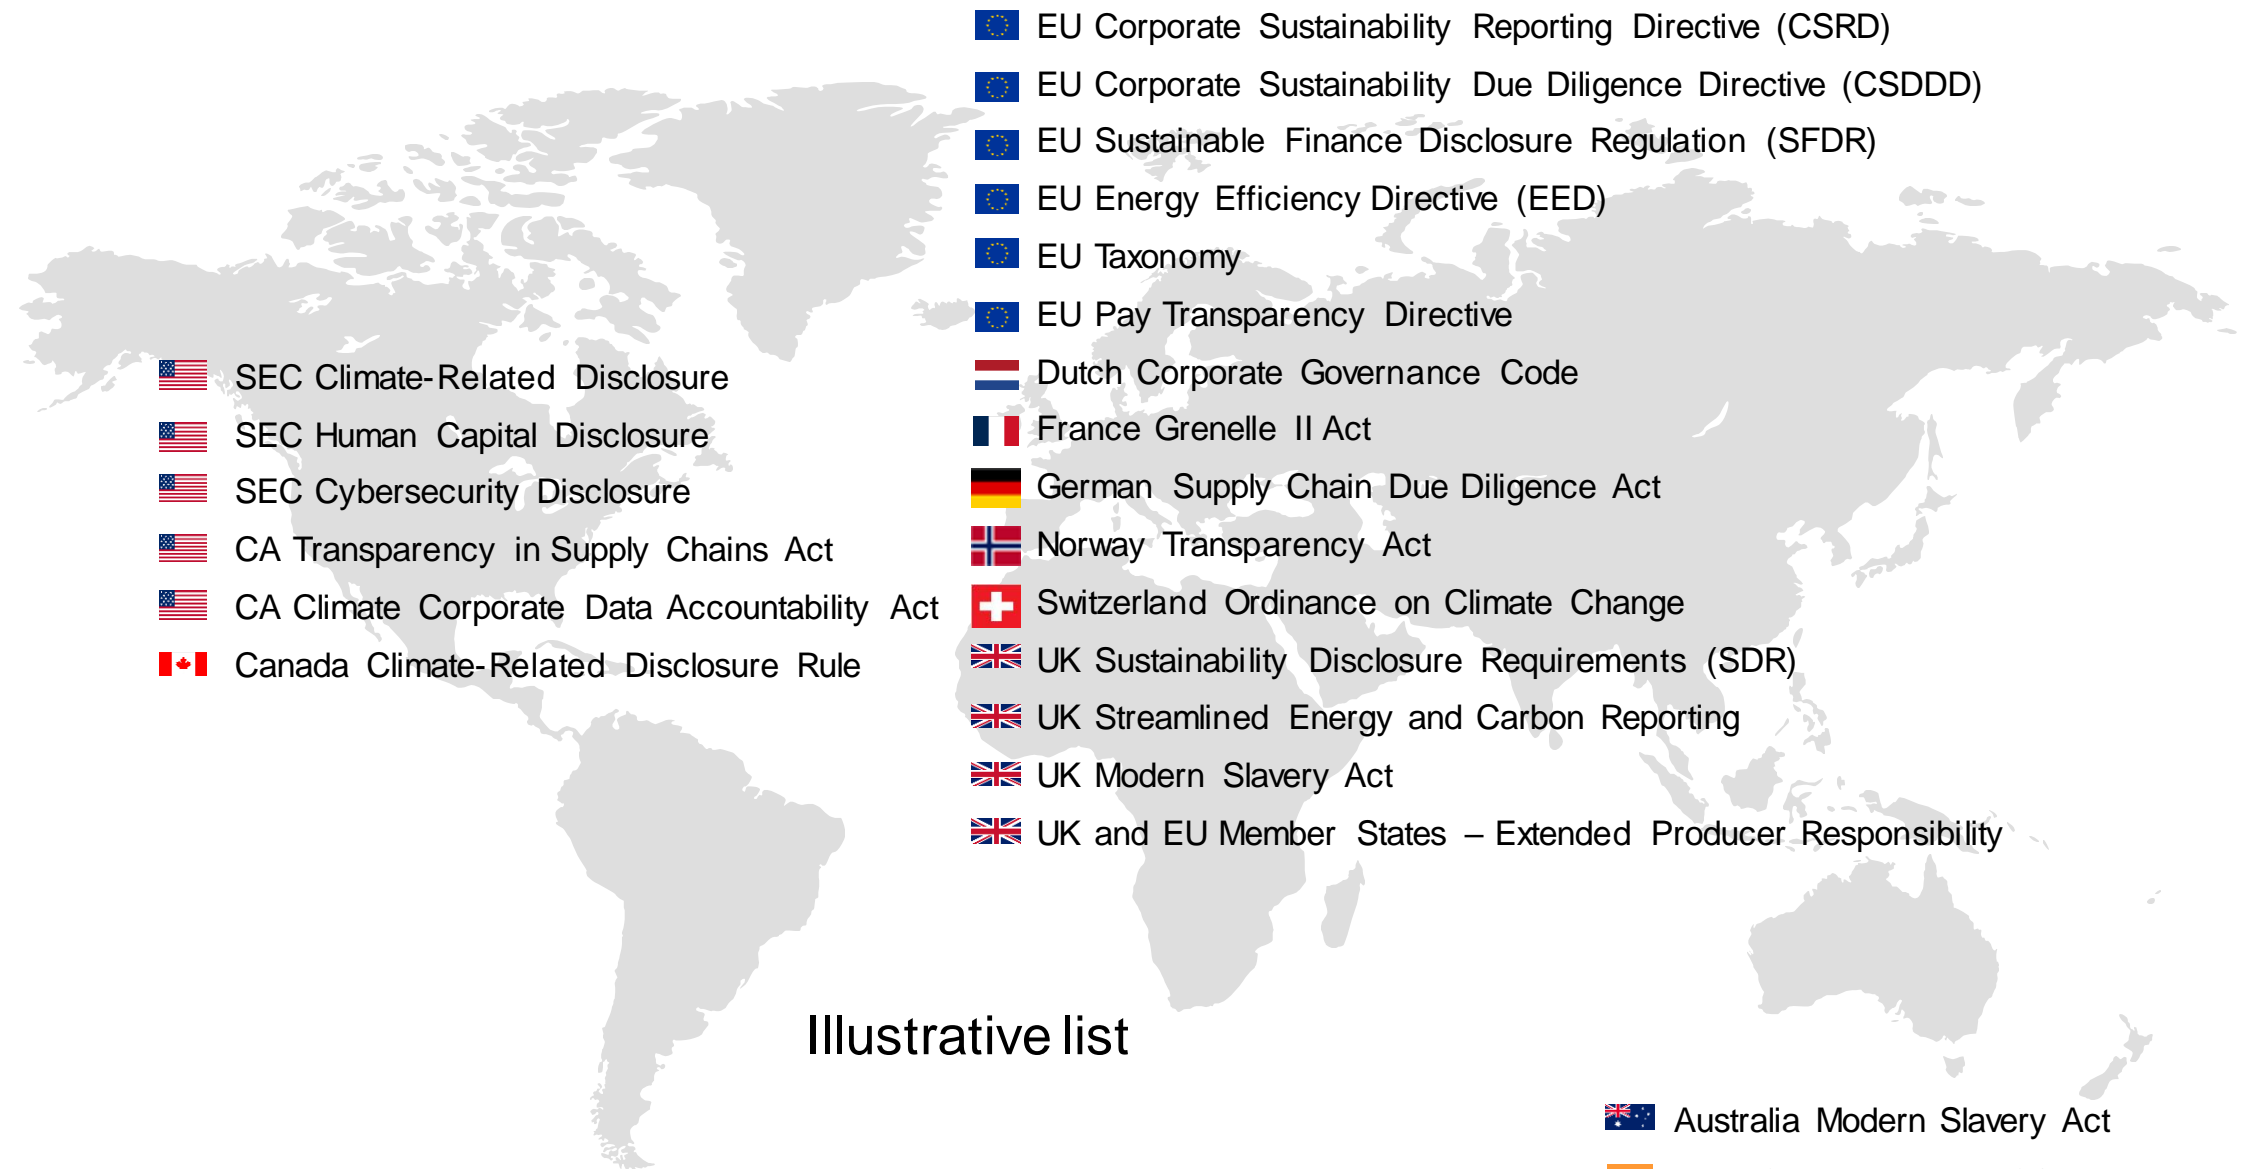 EU Corporate Sustainability Reporting Directive (CSRD)
EU Corporate Sustainability Due Diligence Directive (CSDDD)
EU Sustainable Finance Disclosure Regulation (SFDR)
EU Energy Efficiency Directive (EED)
EU Taxonomy
EU Pay Transparency Directive
Dutch Corporate Governance Code
France Grenelle II Act
German Supply Chain Due Diligence Act
Norway Transparency Act
Switzerland Ordinance on Climate Change
UK Sustainability Disclosure Requirements (SDR)
UK Streamlined Energy and Carbon Reporting
UK Modern Slavery Act
UK and EU Member States – Extended Producer Responsibility
SEC Climate-Related Disclosure
SEC Human Capital Disclosure
SEC Cybersecurity Disclosure
CA Transparency in Supply Chains Act
CA Climate Corporate Data Accountability Act
Canada Climate-Related Disclosure Rule
Illustrative list
Australia Modern Slavery Act